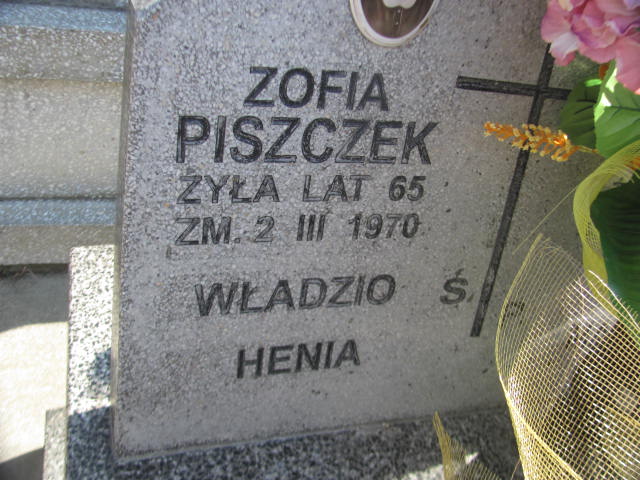 ZOFIA
PISZCZEK
ŻYŁA LAT 65
ZM. 2 III 1970
WŁADZIO Ś.
HENIA